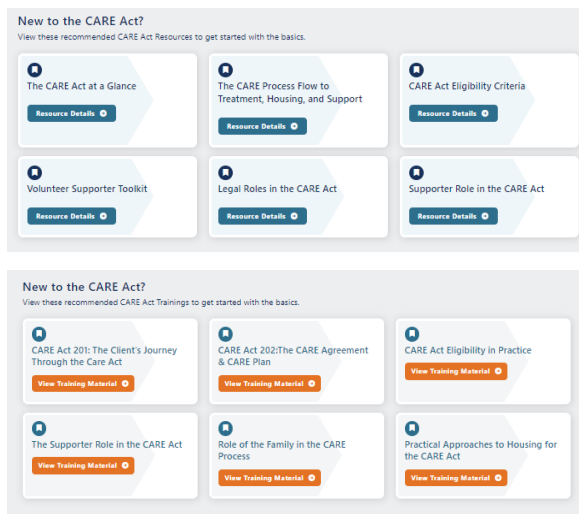 New to the CARE Act?
View these recommended CARE Act Resources to get started with the basics.
The CARE Act at a Glance
Resource Details
The CARE Process Flow to
Treatment, Housing, and Support
Resource Details
CARE Act Eligibility Criteria
Resource Details
Volunteer Supporter Toolkit
Resource Details
Legal Roles in the CARE Act
Resource Details
Supporter Role in the CARE Act
Resource Details
New to the CARE Act?
View these recommended CARE Act Trainings to get started with the basics.
CARE Act 201: The Client's Journey
Through the Care Act
View Training Material
CARE Act 202:The CARE Agreement
& CARE Plan
View Training Material
CARE Act Eligibility in Practice
View Training Material
The Supporter Role in the CARE Act
View Training Material
Role of the Family in the CARE
Process
View Training Material
Practical Approaches to Housing for
the CARE Act
View Training Material